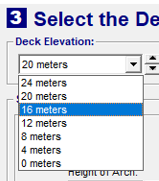 3 Select the De
Deck Elevation:
20 meters
24 meters
20 meters
16 meters
12 meters
8 meters
4 meters
0 meters
Height of Arch: